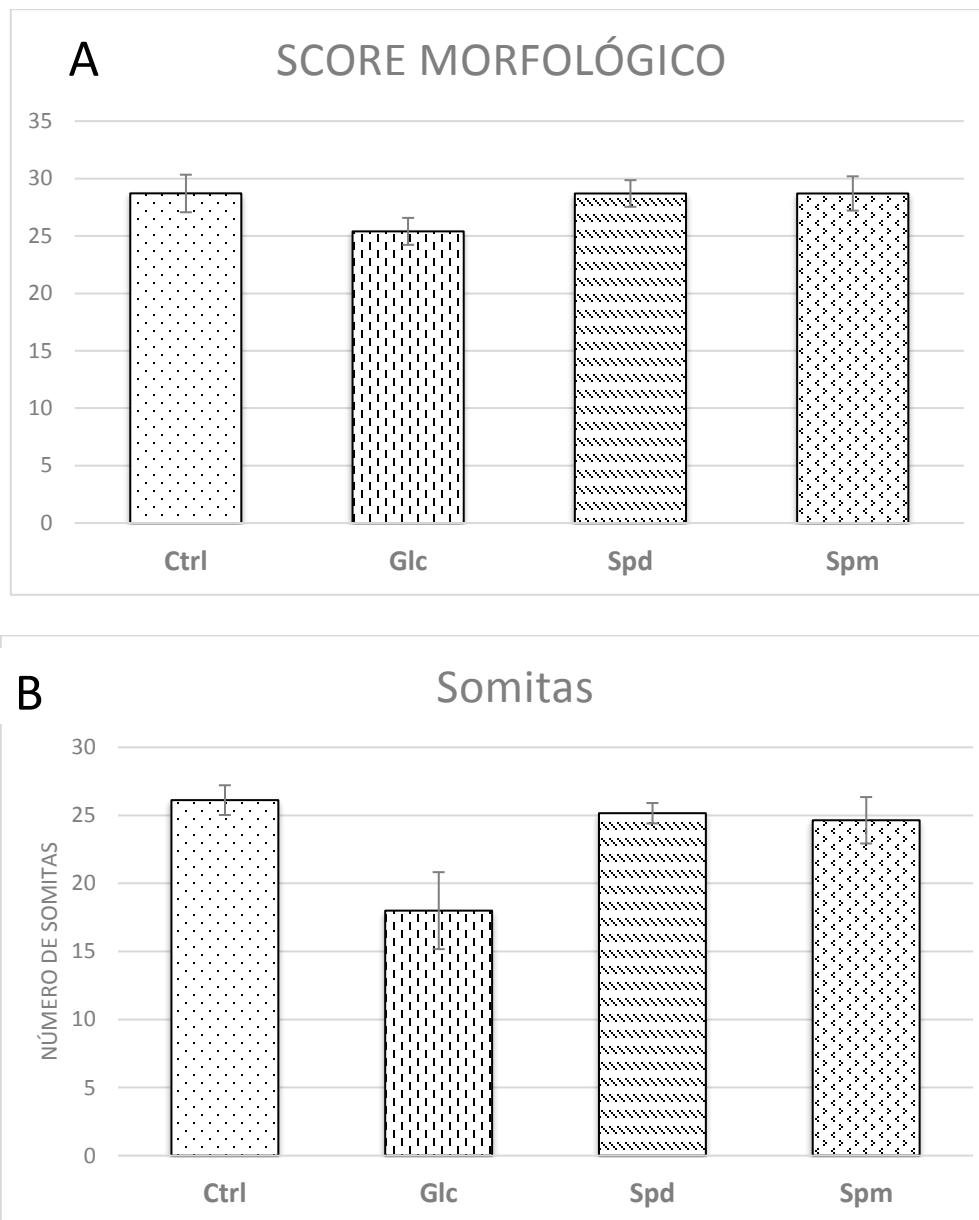 A
SCORE MORFOLÓGICO
35
30
25
20
15
10
5
0
Ctrl Glc Spd Spm
B
Somitas
NÚMERO DE SOMITAS
30
25
20
15
10
5
0
Ctrl Glc Spd Spm